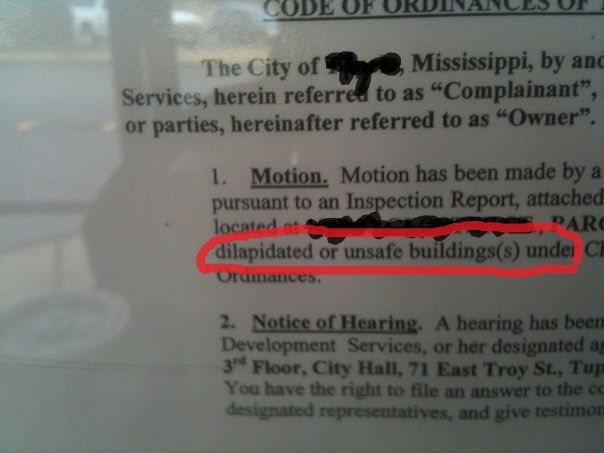 CODE OF ORDINANCES OF
The City of , Mississippi, by and
Services, herein referred to as “Complainant”,
or parties, hereinafter referred to as “Owner”.
1. Motion. Motion has been made by a
pursuant to an Inspection Report, attached
located at , PARC
dilapidated or unsafe buildings(s) under
Ordinances.
2. Notice of Hearing. A hearing has been
Development Services, or her designated
3rd Floor, City Hall, 71 East Troy St., Tup
You have the right to file an answer to the
designated representatives, and give